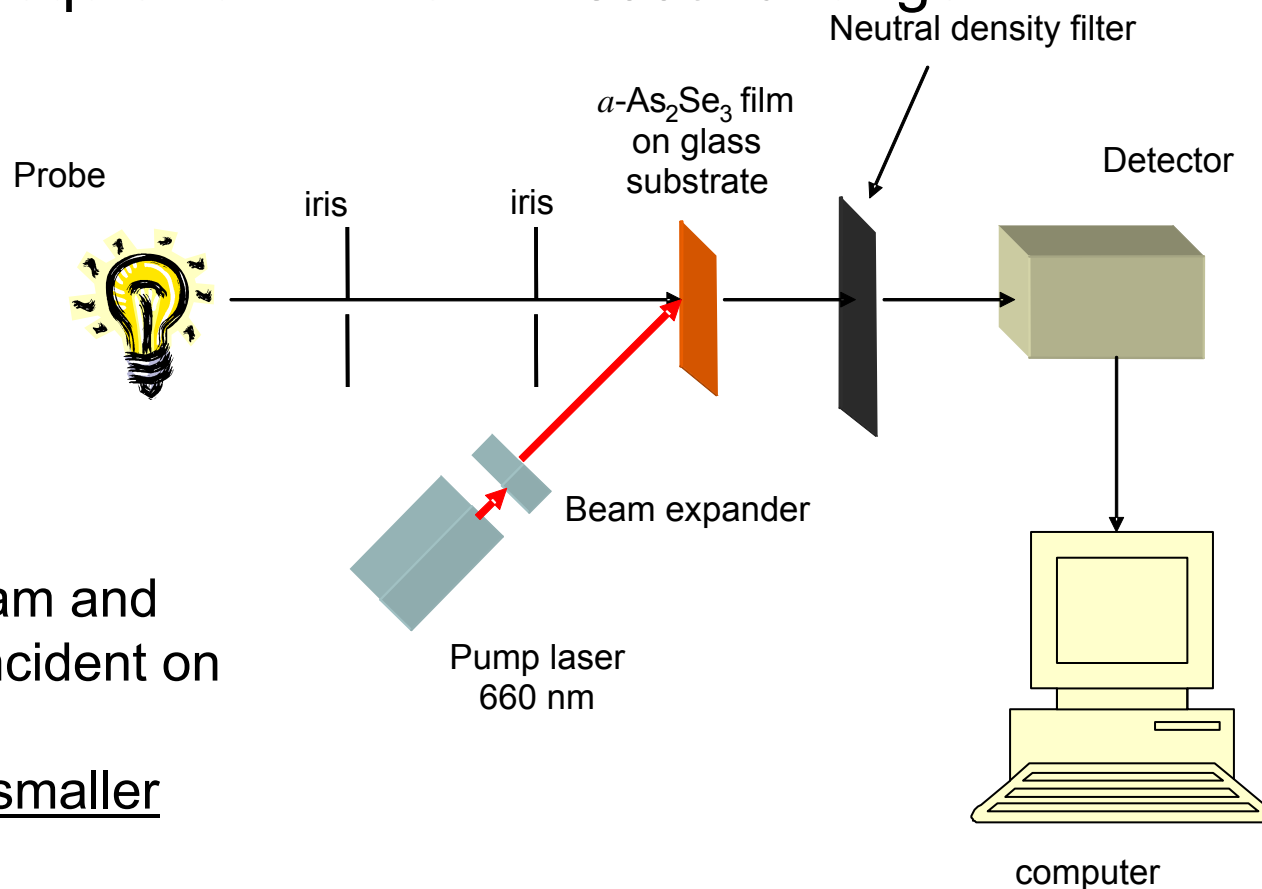 Neutral density filter
a-As₂Se₃ film
on glass
substrate
Detector
Probe
iris
iris
Beam expander
am and
ncident on
Pump laser
660 nm
smaller
computer